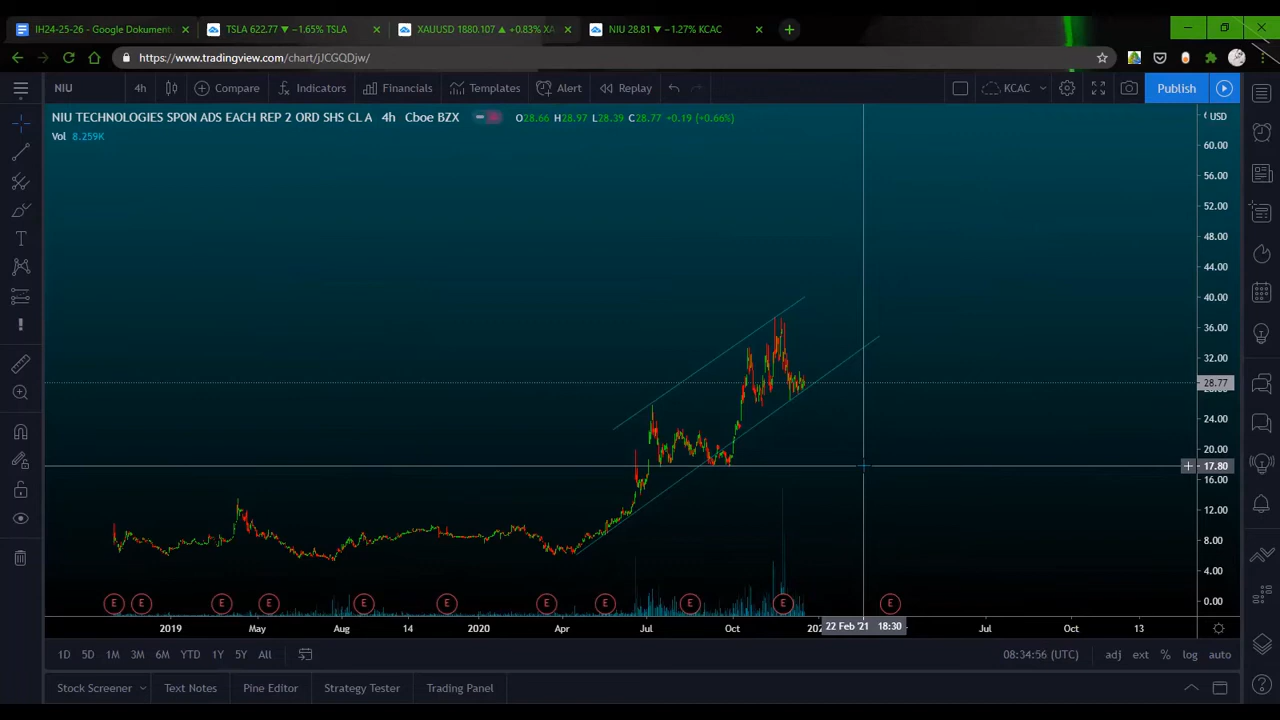 IH24-25-26 - Google Dokument
TSLA 622.77 ▼ −1.65% TSLA
XAUUSD 1880.107 ▲ +0.83% XA
NIU 28.81 ▼ −1.27% KCAC
https://www.tradingview.com/chart/jJCGQDjw/
NIU 4h Compare Indicators Financials Templates Alert Replay KCAC Publish
NIU TECHNOLOGIES SPON ADS EACH REP 2 ORD SHS CL A 4h Cboe BZX O28.66 H28.97 L28.39 C28.77 +0.19 (+0.66%)
USD
Vol 8.259K
60.00
56.00
52.00
48.00
44.00
40.00
36.00
32.00
28.77
24.00
20.00
17.80
16.00
12.00
8.00
4.00
0.00
E E E E E E E E E E E
2019 May Aug 14 2020 Apr Jul Oct 22 Feb '21 18:30 Jul Oct 13
1D 5D 1M 3M 6M YTD 1Y 5Y All 08:34:56 (UTC) adj ext % log auto
Stock Screener Text Notes Pine Editor Strategy Tester Trading Panel